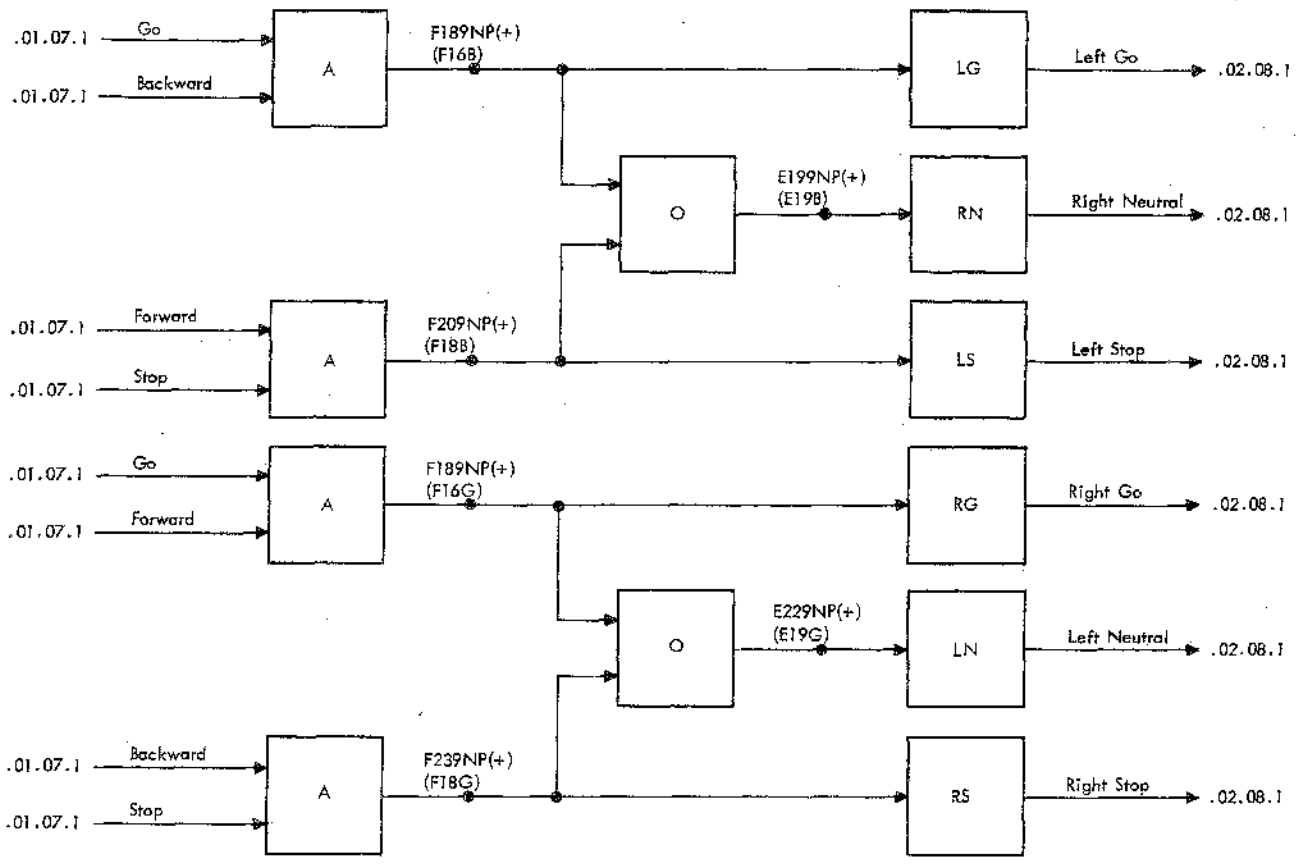 .01.07.1 Go
.01.07.1 Backward
A
F189NP(+)
(F16B)
LG
Left Go .02.08.1
O
E199NP(+)
(E19B)
RN
Right Neutral .02.08.1
.01.07.1 Forward
.01.07.1 Stop
A
F209NP(+)
(F18B)
LS
Left Stop .02.08.1
.01.07.1 Go
.01.07.1 Forward
A
F189NP(+)
(F16G)
RG
Right Go .02.08.1
O
E229NP(+)
(E19G)
LN
Left Neutral .02.08.1
.01.07.1 Backward
.01.07.1 Stop
A
F239NP(+)
(F18G)
RS
Right Stop .02.08.1